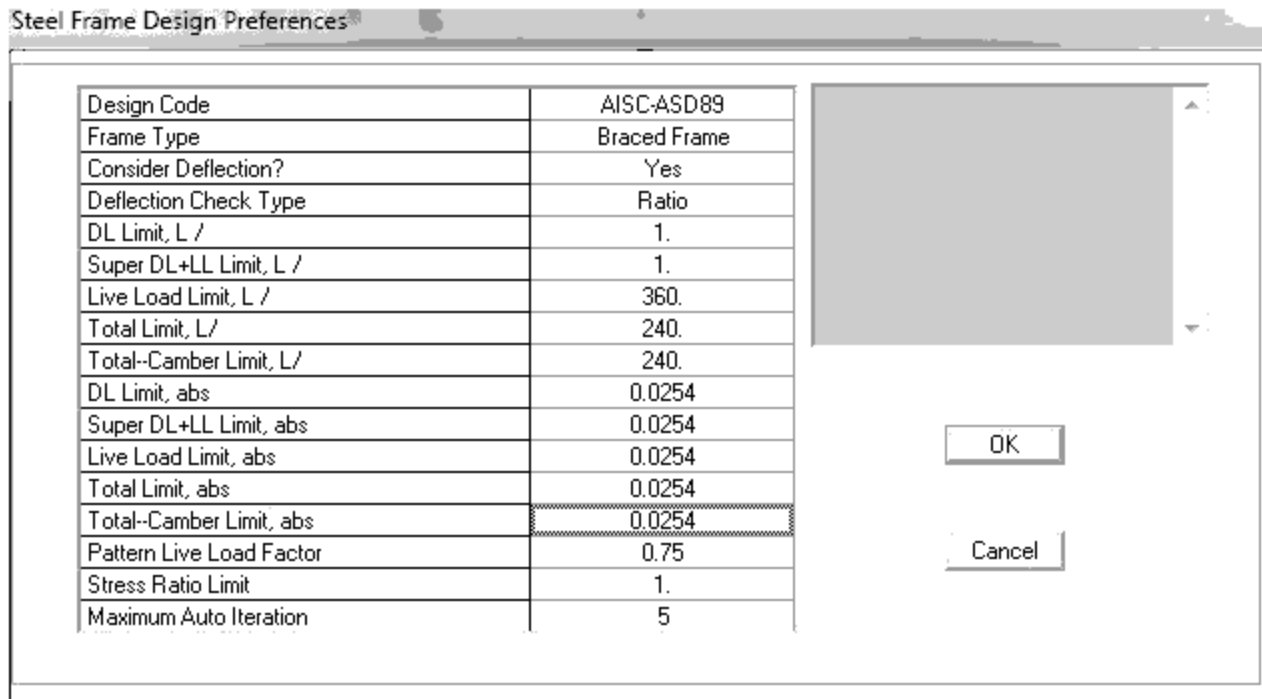 Steel Frame Design Preferences
Design Code AISC-ASD89
Frame Type Braced Frame
Consider Deflection? Yes
Deflection Check Type Ratio
DL Limit, L / 1.
Super DL+LL Limit, L / 1.
Live Load Limit, L / 360.
Total Limit, L/ 240.
Total--Camber Limit, L/ 240.
DL Limit, abs 0.0254
Super DL+LL Limit, abs 0.0254
Live Load Limit, abs 0.0254
Total Limit, abs 0.0254
Total--Camber Limit, abs 0.0254
Pattern Live Load Factor 0.75
Stress Ratio Limit 1.
Maximum Auto Iteration 5
OK
Cancel